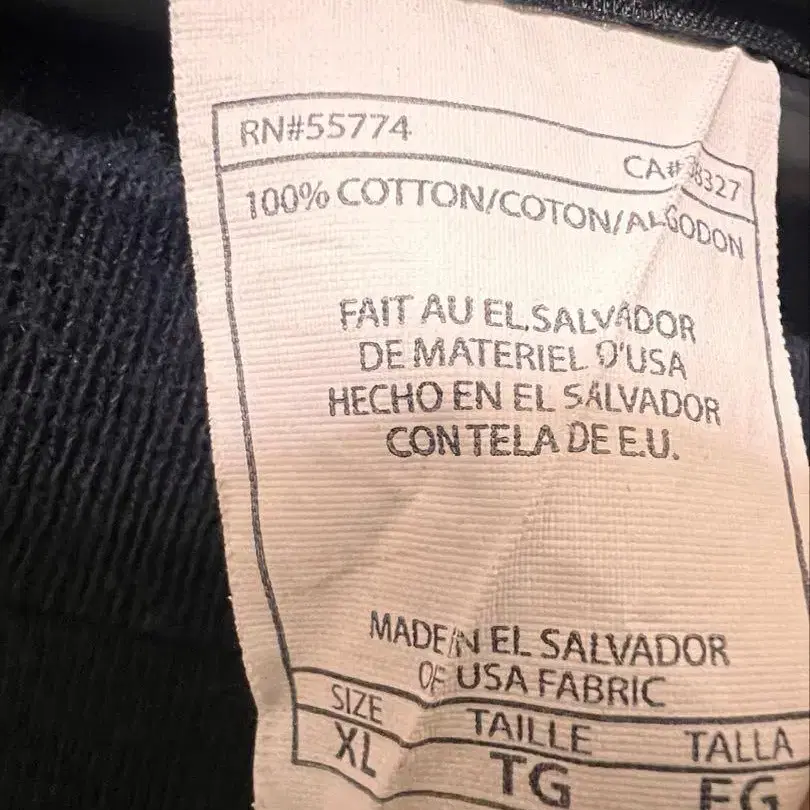 RN#55774
CA#38327
100% COTTON/COTON/ALGODON
FAIT AU EL SALVADOR
DE MATERIEL D'USA
HECHO EN EL SALVADOR
CON TELA DE E.U.
MADE IN EL SALVADOR
OF USA FABRIC
SIZE TAILLE TALLA
XL TG EG